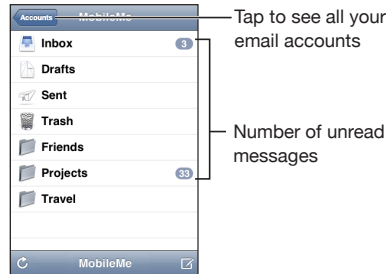 Accounts MobileMe
Tap to see all your
email accounts
Inbox 3
Drafts
Sent
Trash
Friends
Projects 33
Travel
Number of unread
messages
MobileMe